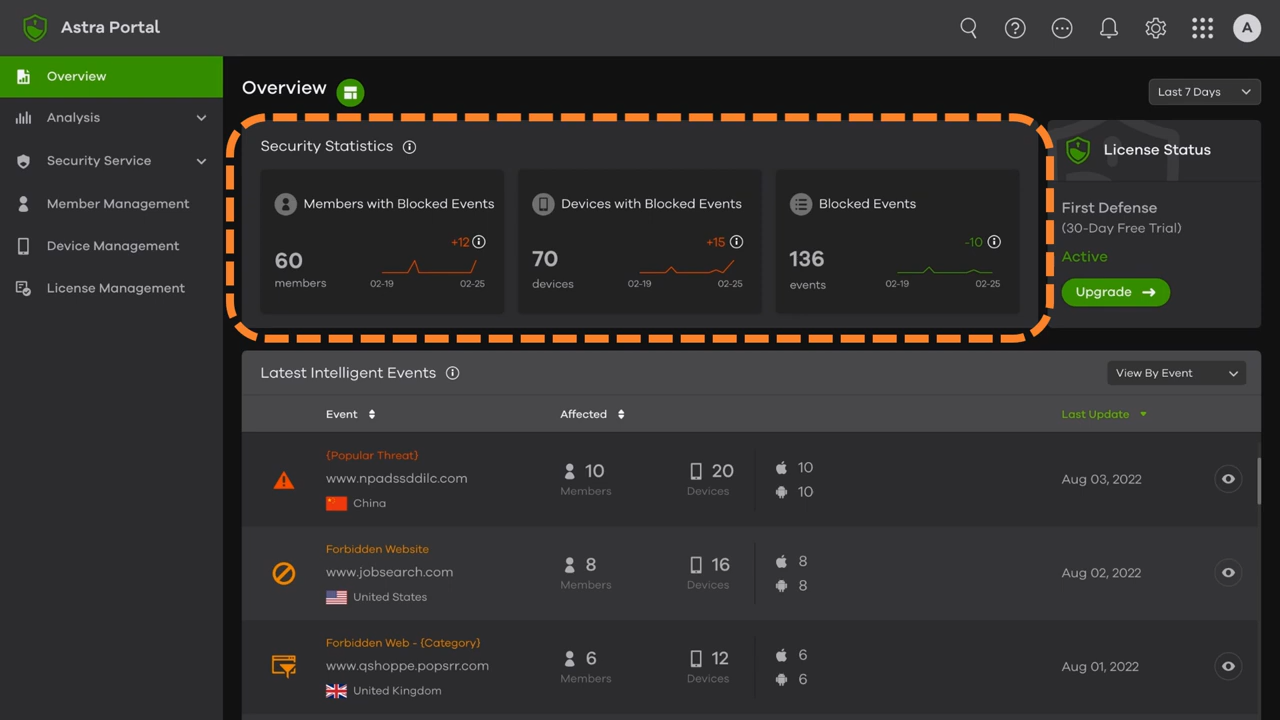 Astra Portal
A
Overview
Analysis
Security Service
Member Management
Device Management
License Management
Overview
Last 7 Days
Security Statistics
Members with Blocked Events
+12
60
members
02-19
02-25
Devices with Blocked Events
+15
70
devices
02-19
02-25
Blocked Events
-10
136
events
02-19
02-25
License Status
First Defense
(30-Day Free Trial)
Active
Upgrade
Latest Intelligent Events
View By Event
Event
Affected
Last Update
{Popular Threat}
www.npadssddilc.com
China
10
Members
20
Devices
10
10
Aug 03, 2022
Forbidden Website
www.jobsearch.com
United States
8
Members
16
Devices
8
8
Aug 02, 2022
Forbidden Web - {Category}
www.qshoppe.popsrr.com
United Kingdom
6
Members
12
Devices
6
6
Aug 01, 2022